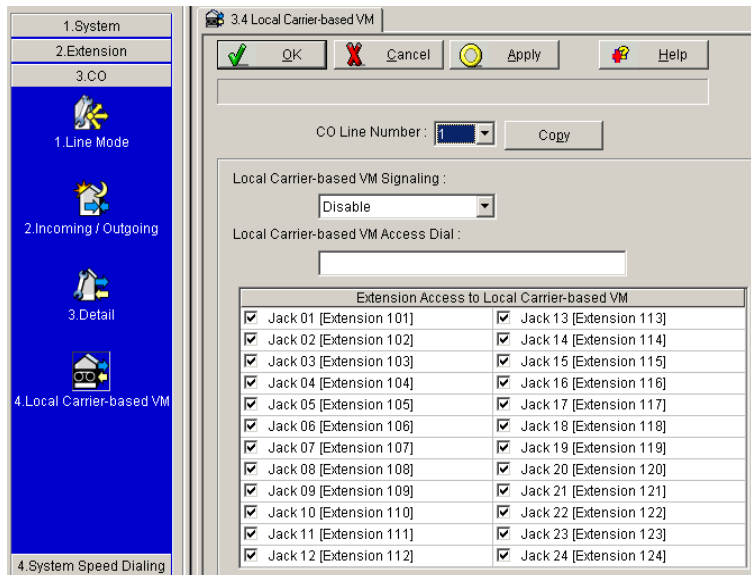 1.System
2.Extension
3.CO
1.Line Mode
2.Incoming / Outgoing
3.Detail
4.Local Carrier-based VM
4.System Speed Dialing
3.4 Local Carrier-based VM
OK Cancel Apply Help
CO Line Number : 1 Copy
Local Carrier-based VM Signaling :
Disable
Local Carrier-based VM Access Dial :
Extension Access to Local Carrier-based VM
Jack 01 [Extension 101] Jack 13 [Extension 113]
Jack 02 [Extension 102] Jack 14 [Extension 114]
Jack 03 [Extension 103] Jack 15 [Extension 115]
Jack 04 [Extension 104] Jack 16 [Extension 116]
Jack 05 [Extension 105] Jack 17 [Extension 117]
Jack 06 [Extension 106] Jack 18 [Extension 118]
Jack 07 [Extension 107] Jack 19 [Extension 119]
Jack 08 [Extension 108] Jack 20 [Extension 120]
Jack 09 [Extension 109] Jack 21 [Extension 121]
Jack 10 [Extension 110] Jack 22 [Extension 122]
Jack 11 [Extension 111] Jack 23 [Extension 123]
Jack 12 [Extension 112] Jack 24 [Extension 124]